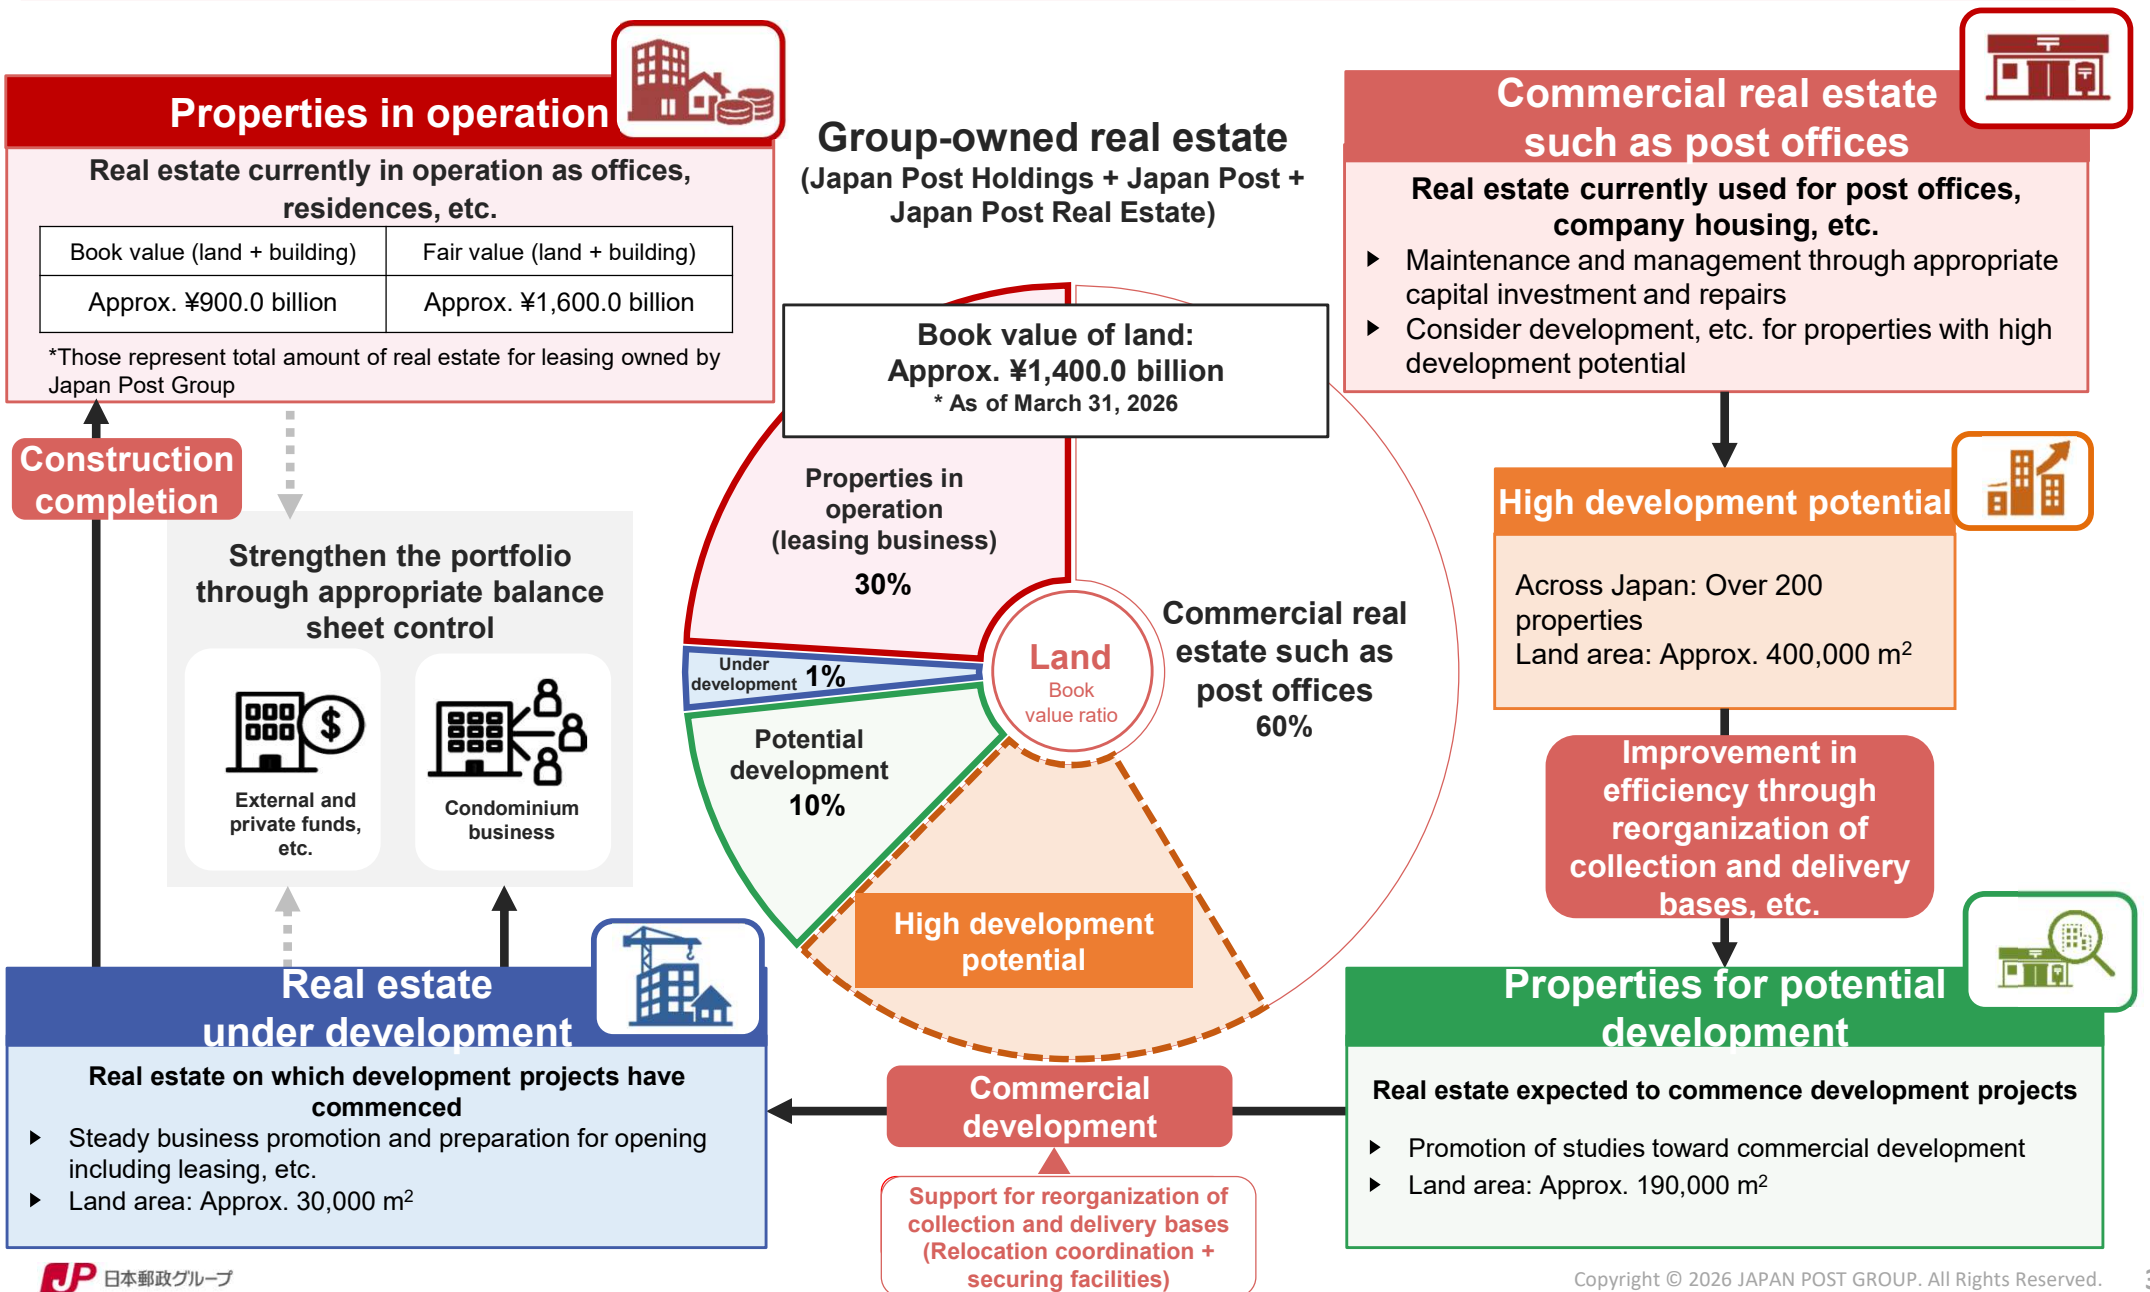 Properties in operation
Real estate currently in operation as offices,
residences, etc.
Book value (land + building)
Fair value (land + building)
Approx. ¥900.0 billion
Approx. ¥1,600.0 billion
*Those represent total amount of real estate for leasing owned by
Japan Post Group
Construction
completion
Strengthen the portfolio
through appropriate balance
sheet control
$
External and
private funds,
etc.
Condominium
business
Real estate
under development
Real estate on which development projects have
commenced
▶ Steady business promotion and preparation for opening
including leasing, etc.
▶ Land area: Approx. 30,000 m²
Group-owned real estate
(Japan Post Holdings + Japan Post +
Japan Post Real Estate)
Book value of land:
Approx. ¥1,400.0 billion
* As of March 31, 2026
Properties in
operation
(leasing business)
30%
Under
development
1%
Potential
development
10%
Land
Book
value ratio
Commercial real
estate such as
post offices
60%
High development
potential
Commercial
development
Support for reorganization of
collection and delivery bases
(Relocation coordination +
securing facilities)
Commercial real estate
such as post offices
〒
Real estate currently used for post offices,
company housing, etc.
▶ Maintenance and management through appropriate
capital investment and repairs
▶ Consider development, etc. for properties with high
development potential
High development potential
Across Japan: Over 200
properties
Land area: Approx. 400,000 m²
Improvement in
efficiency through
reorganization of
collection and delivery
bases, etc.
Properties for potential
development
Real estate expected to commence development projects
▶ Promotion of studies toward commercial development
▶ Land area: Approx. 190,000 m²
JP 日本郵政グループ
Copyright © 2026 JAPAN POST GROUP. All Rights Reserved.